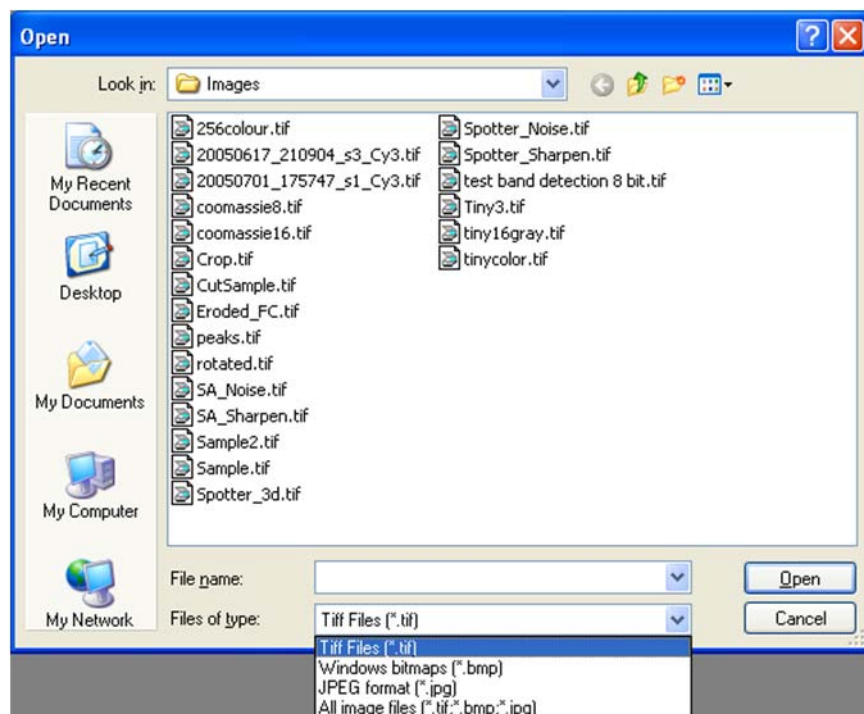 Open
Look in:
Images
My Recent
Documents
Desktop
My Documents
My Computer
My Network
256colour.tif
20050617_210904_s3_Cy3.tif
20050701_175747_s1_Cy3.tif
coomassie8.tif
coomassie16.tif
Crop.tif
CutSample.tif
Eroded_FC.tif
peaks.tif
rotated.tif
SA_Noise.tif
SA_Sharpen.tif
Sample2.tif
Sample.tif
Spotter_3d.tif
Spotter_Noise.tif
Spotter_Sharpen.tif
test band detection 8 bit.tif
Tiny3.tif
tiny16gray.tif
tinycolor.tif
File name:
Open
Files of type:
Tiff Files (*.tif)
Cancel
Tiff Files (*.tif)
Windows bitmaps (*.bmp)
JPEG format (*.jpg)
All image files (*.tif;*.bmp;*.jpg)